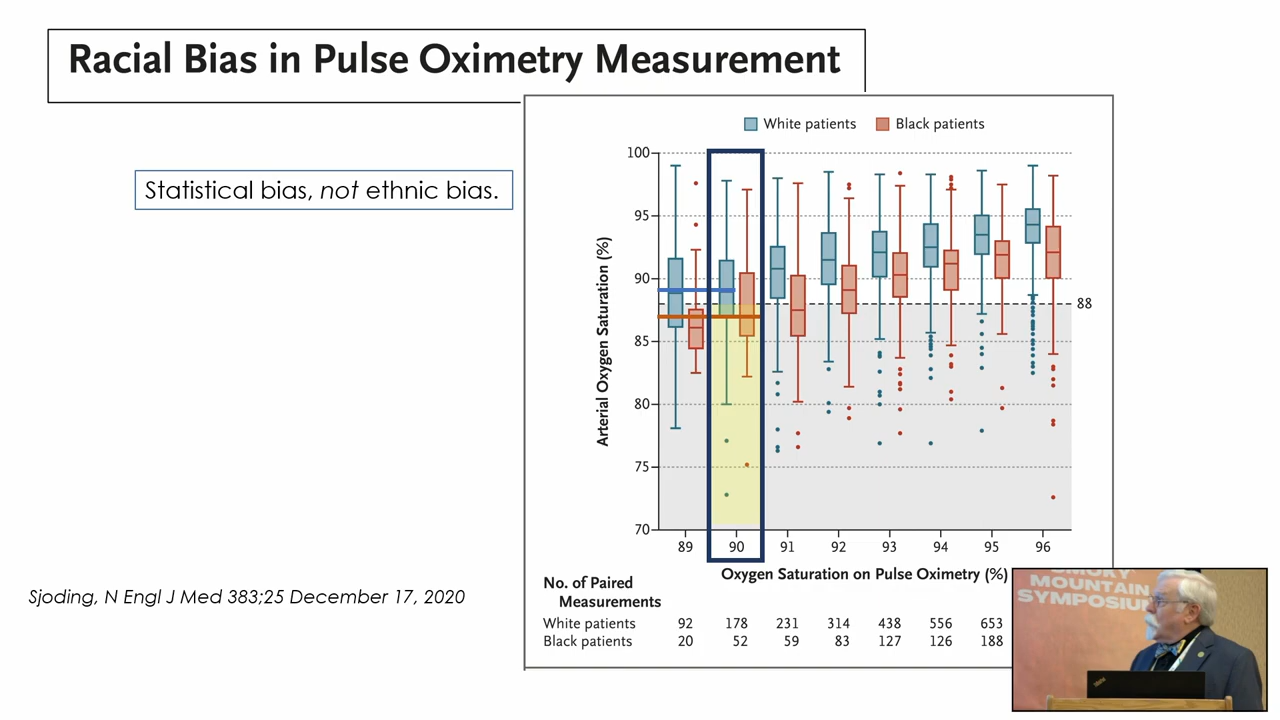 Racial Bias in Pulse Oximetry Measurement
Statistical bias, not ethnic bias.
White patients
Black patients
Arterial Oxygen Saturation (%)
100
95
90
85
80
75
70
88
89 90 91 92 93 94 95 96
Oxygen Saturation on Pulse Oximetry (%)
No. of Paired
Measurements
White patients 92 178 231 314 438 556 653
Black patients 20 52 59 83 127 126 188
Sjoding, N Engl J Med 383;25 December 17, 2020
SMOKY
MOUNTAIN
SYMPOSIUM